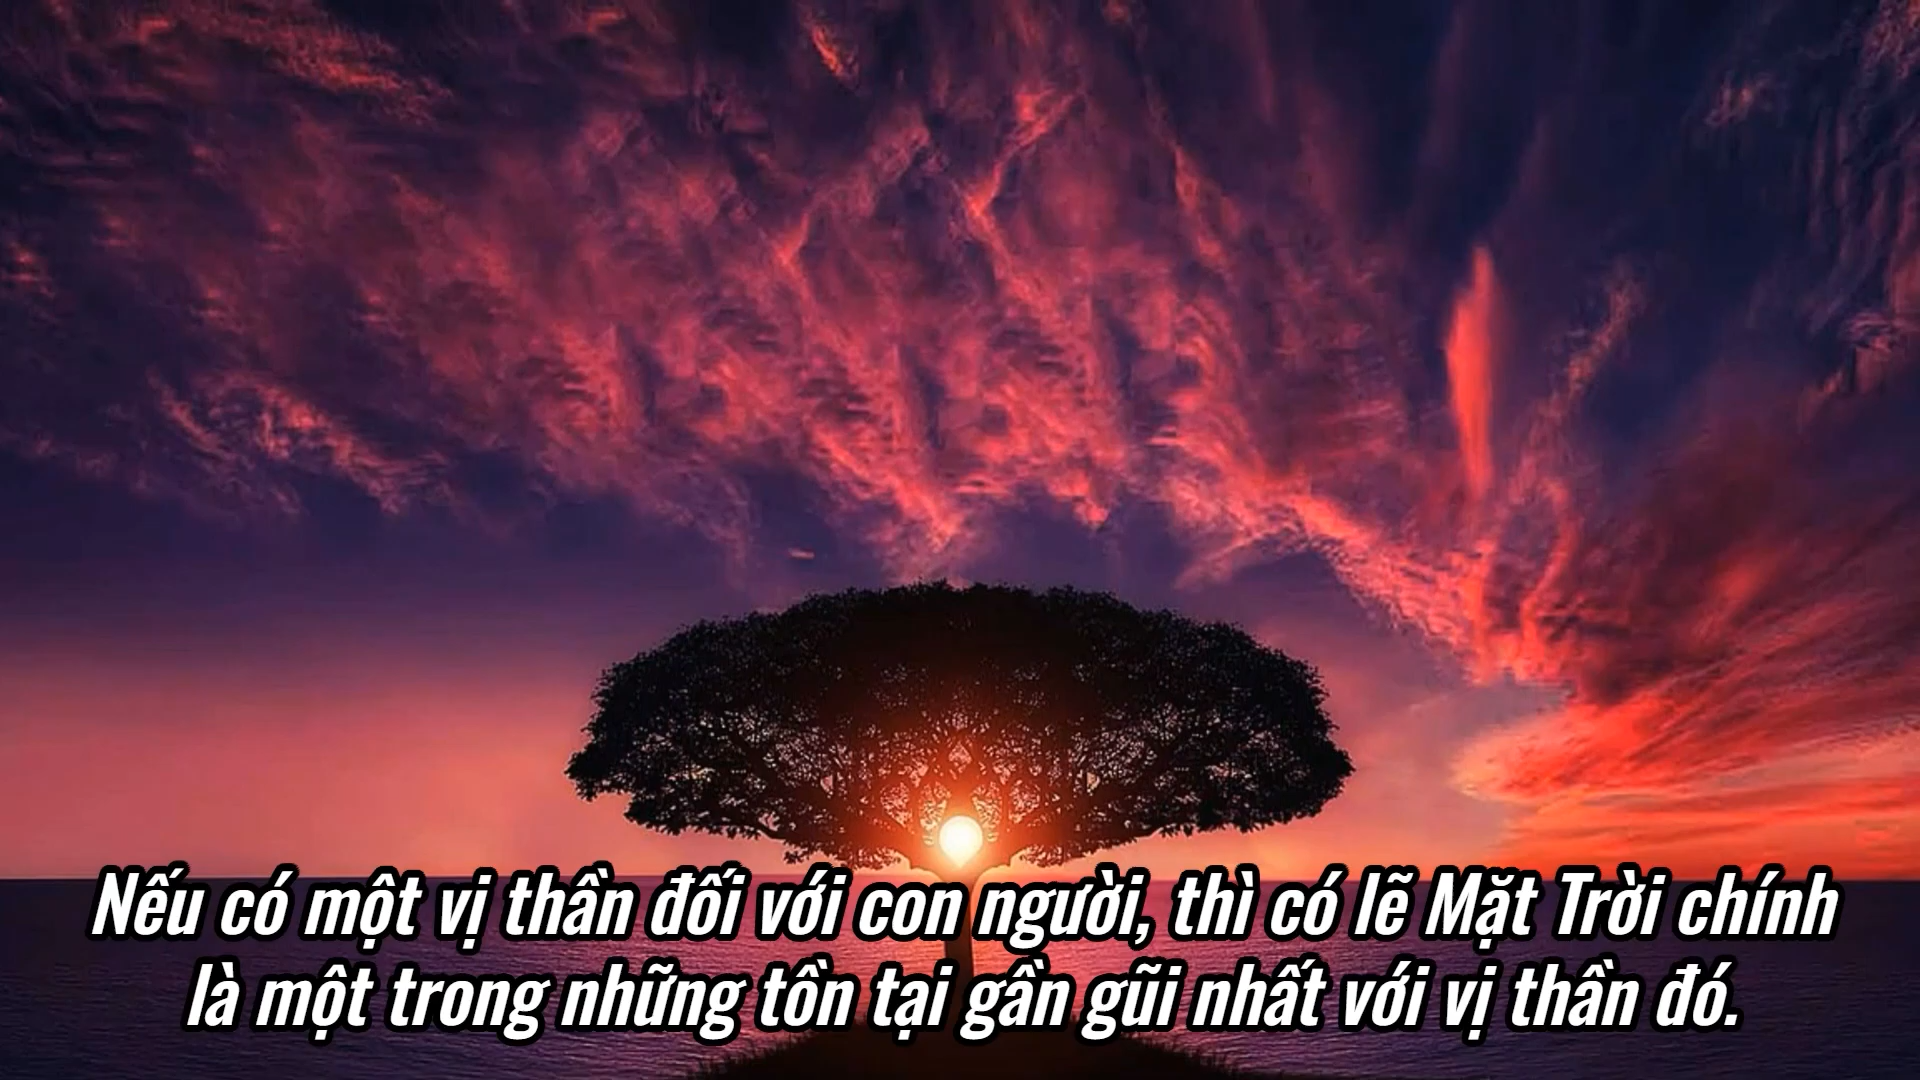 Nếu có một vị thần đối với con người, thì có lẽ Mặt Trời chính
là một trong những tồn tại gần gũi nhất với vị thần đó.